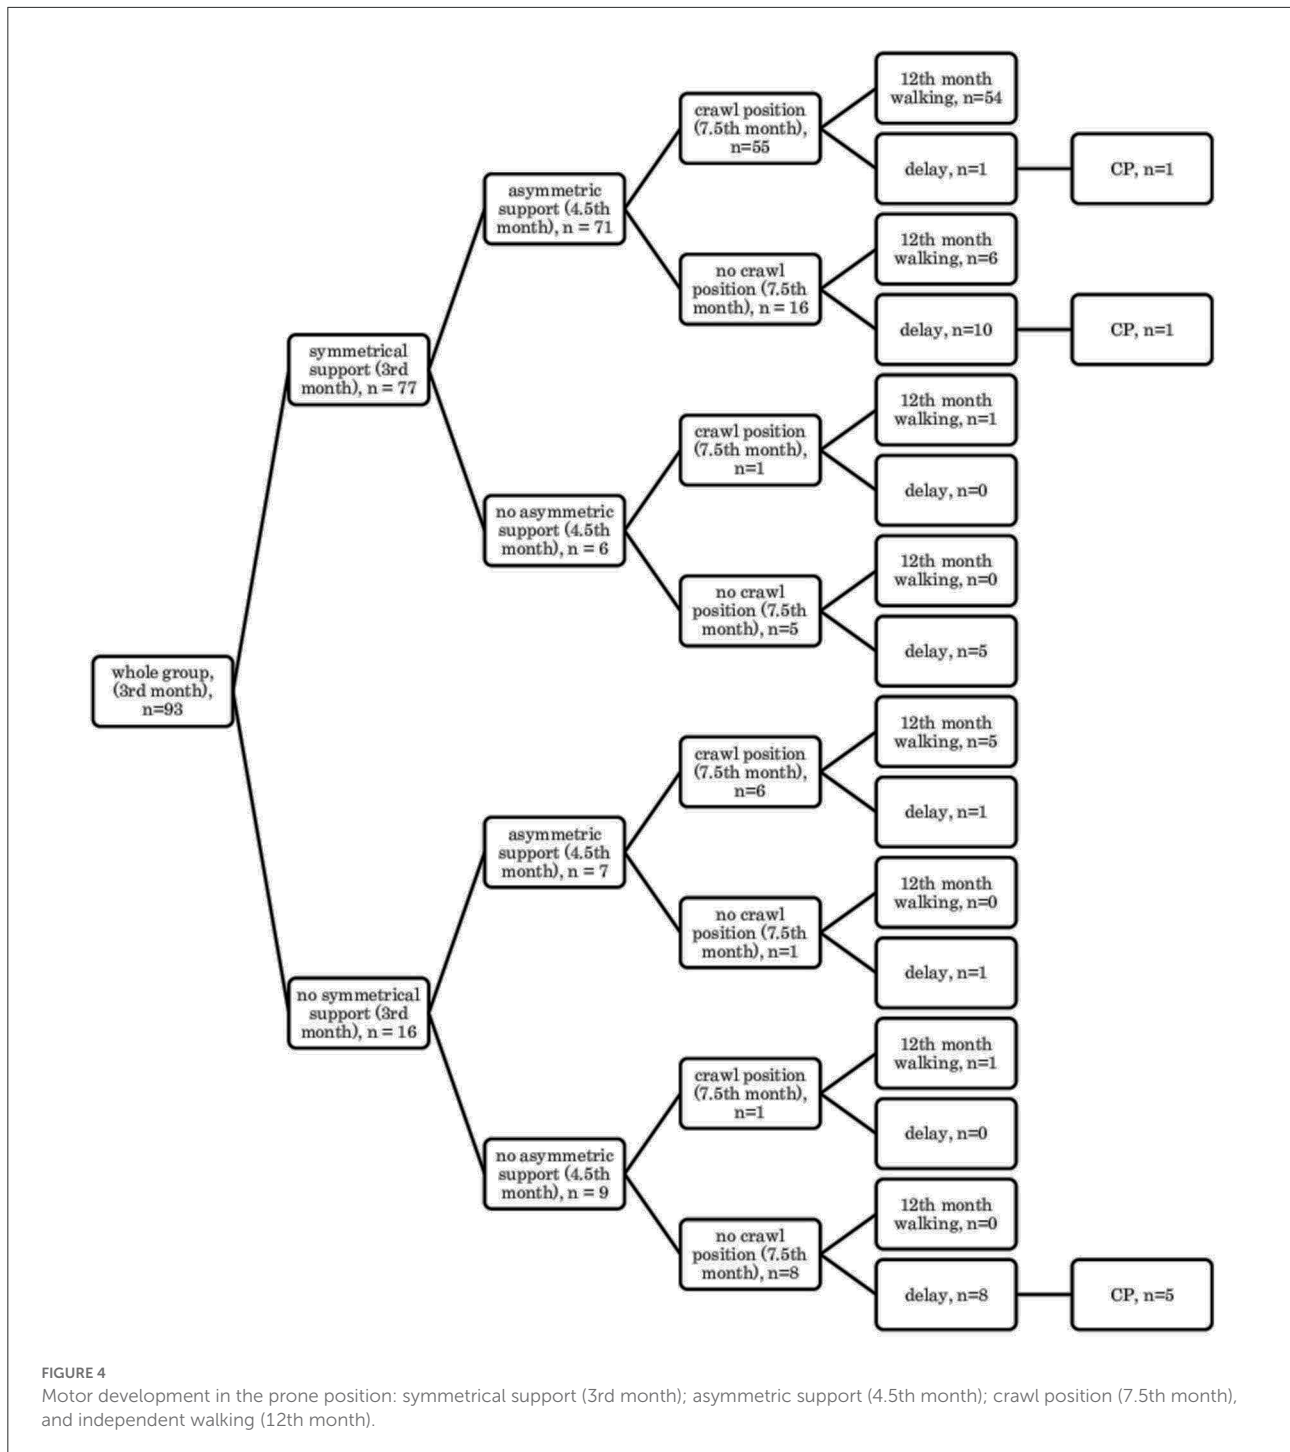 whole group,
(3rd month),
n=93
symmetrical
support (3rd
month), n = 77
no symmetrical
support (3rd
month), n = 16
asymmetric
support (4.5th
month), n = 71
no asymmetric
support (4.5th
month), n = 6
asymmetric
support (4.5th
month), n = 7
no asymmetric
support (4.5th
month), n = 9
crawl position
(7.5th month),
n=55
no crawl
position (7.5th
month), n = 16
crawl position
(7.5th month),
n=1
no crawl
position (7.5th
month), n=5
crawl position
(7.5th month),
n=6
no crawl
position (7.5th
month), n=1
crawl position
(7.5th month),
n=1
no crawl
position (7.5th
month), n=8
12th month
walking, n=54
delay, n=1
12th month
walking, n=6
delay, n=10
12th month
walking, n=1
delay, n=0
12th month
walking, n=0
delay, n=5
12th month
walking, n=5
delay, n=1
12th month
walking, n=0
delay, n=1
12th month
walking, n=1
delay, n=0
12th month
walking, n=0
delay, n=8
CP, n=1
CP, n=1
CP, n=5
FIGURE 4
Motor development in the prone position: symmetrical support (3rd month); asymmetric support (4.5th month); crawl position (7.5th month),
and independent walking (12th month).